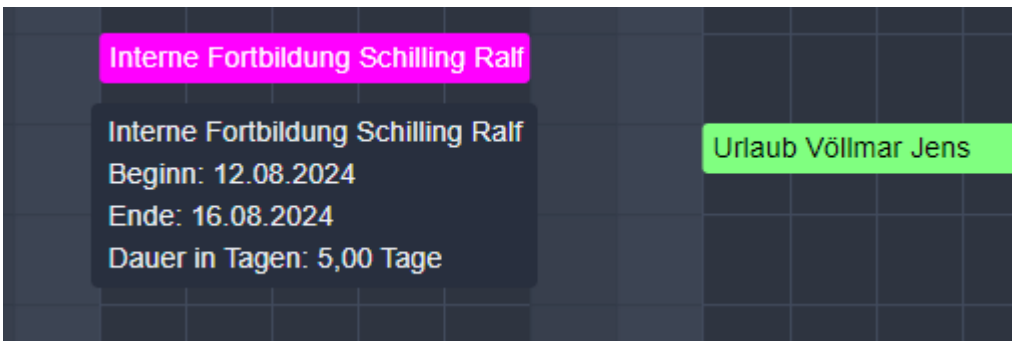 Interne Fortbildung Schilling Ralf
Interne Fortbildung Schilling Ralf
Beginn: 12.08.2024
Ende: 16.08.2024
Dauer in Tagen: 5,00 Tage
Urlaub Völlmar Jens